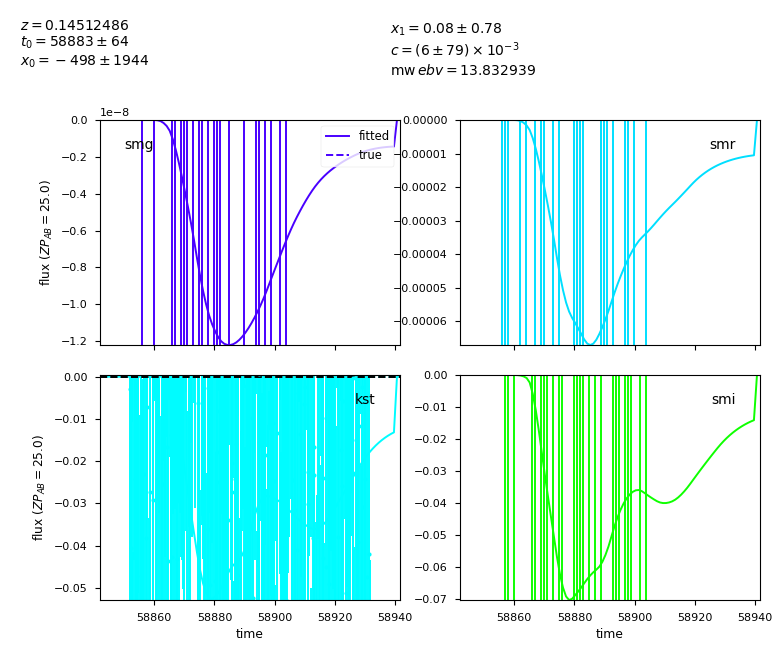 z = 0.14512486
t₀ = 58883 ± 64
x₀ = − 498 ± 1944
x₁ = 0.08 ± 0.78
c = (6 ± 79) × 10⁻³
mw ebv = 13.832939
1e−8
0.0
−0.2
−0.4
−0.6
−0.8
−1.0
−1.2
flux (ZP_AB = 25.0)
smg
fitted
true
0.00000
−0.00001
−0.00002
−0.00003
−0.00004
−0.00005
−0.00006
smr
0.00
−0.01
−0.02
−0.03
−0.04
−0.05
flux (ZP_AB = 25.0)
kst
58860 58880 58900 58920 58940
time
0.00
−0.01
−0.02
−0.03
−0.04
−0.05
−0.06
−0.07
smi
58860 58880 58900 58920 58940
time